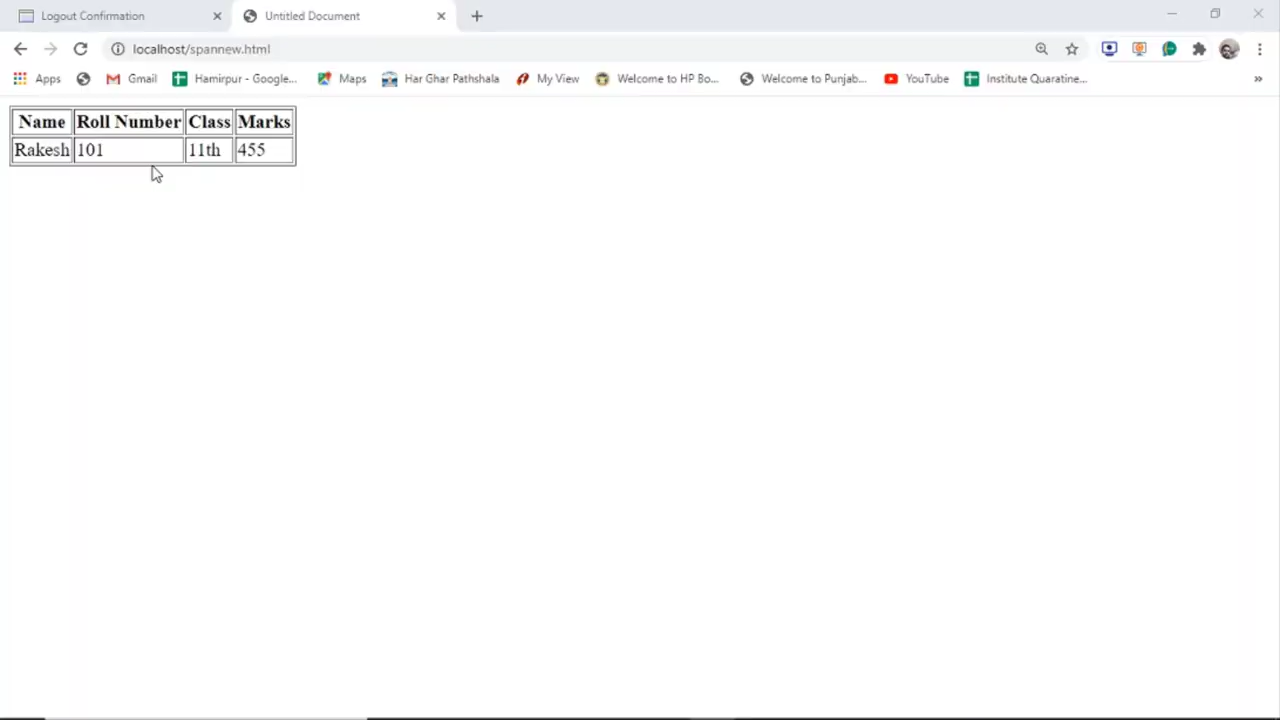 Logout Confirmation Untitled Document
localhost/spannew.html
Apps Gmail Hamirpur - Google... Maps Har Ghar Pathshala My View Welcome to HP Bo... Welcome to Punjab... YouTube Institute Quaratine... »
Name Roll Number Class Marks
Rakesh 101 11th 455